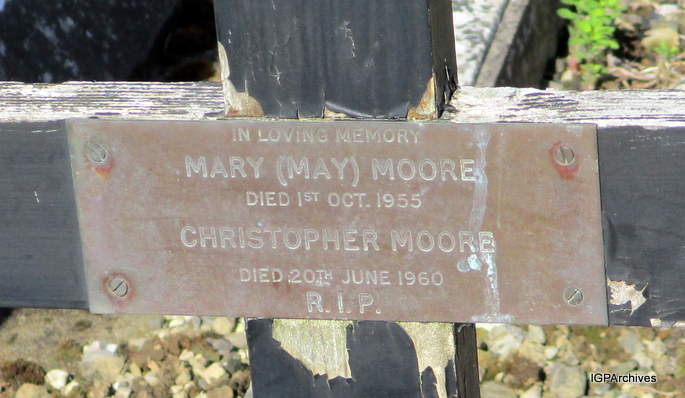 IN LOVING MEMORY
MARY (MAY) MOORE
DIED 1ST OCT. 1955
CHRISTOPHER MOORE
DIED 20TH JUNE 1960
R.I.P.
IGPArchives